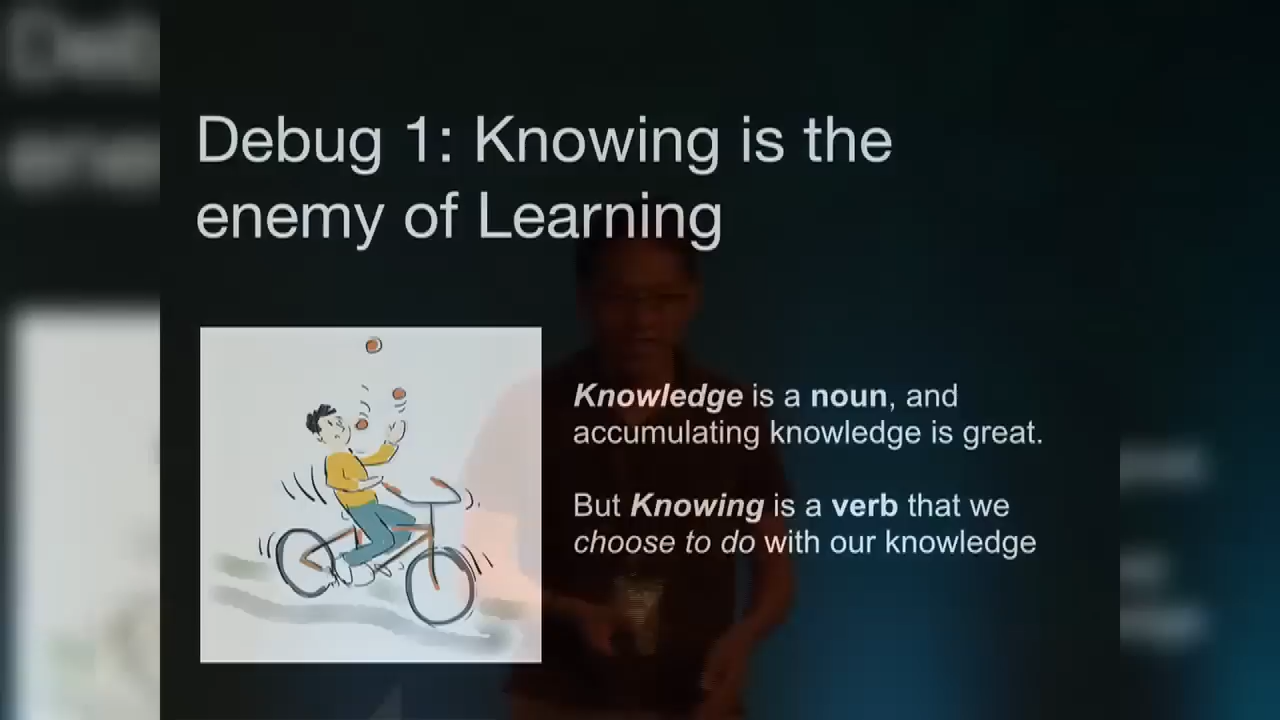 Debug 1: Knowing is the
enemy of Learning
Knowledge is a noun, and
accumulating knowledge is great.
But Knowing is a verb that we
choose to do with our knowledge